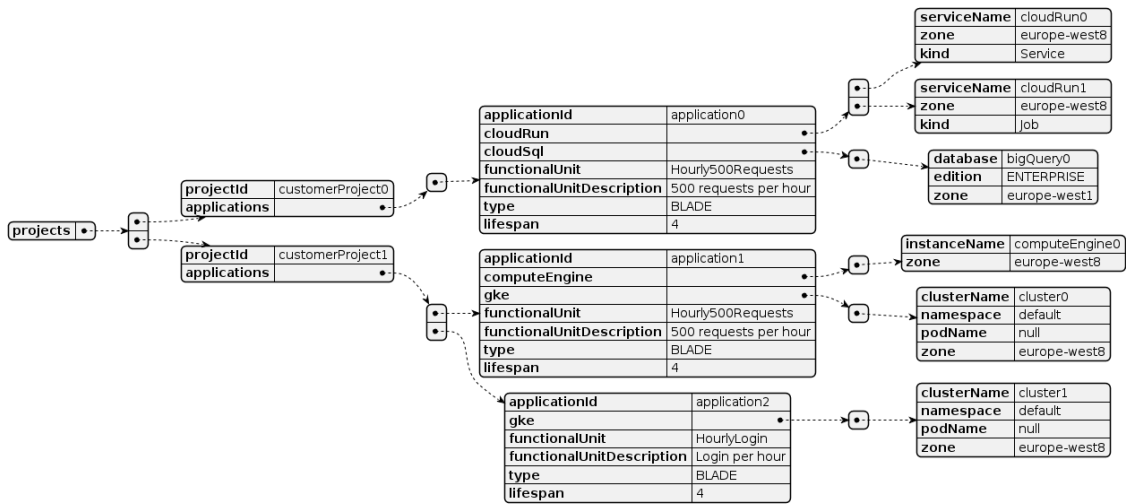 projects
projectId customerProject0
applications
applicationId application0
cloudRun
cloudSql
functionalUnit Hourly500Requests
functionalUnitDescription 500 requests per hour
type BLADE
lifespan 4
serviceName cloudRun0
zone europe-west8
kind Service
serviceName cloudRun1
zone europe-west8
kind Job
database bigQuery0
edition ENTERPRISE
zone europe-west1
projectId customerProject1
applications
applicationId application1
computeEngine
gke
functionalUnit Hourly500Requests
functionalUnitDescription 500 requests per hour
type BLADE
lifespan 4
instanceName computeEngine0
zone europe-west8
clusterName cluster0
namespace default
podName null
zone europe-west8
applicationId application2
gke
functionalUnit HourlyLogin
functionalUnitDescription Login per hour
type BLADE
lifespan 4
clusterName cluster1
namespace default
podName null
zone europe-west8